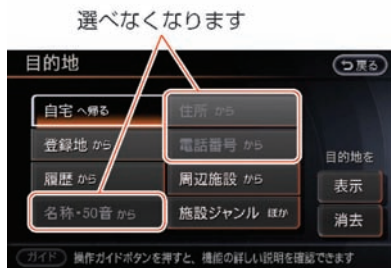 選べなくなります
目的地
戻る
自宅 へ帰る
住所 から
登録地 から
電話番号 から
履歴 から
周辺施設 から
名称・50音 から
施設ジャンル ほか
目的地を
表示
消去
ガイド 操作ガイドボタンを押すと、機能の詳しい説明を確認できます